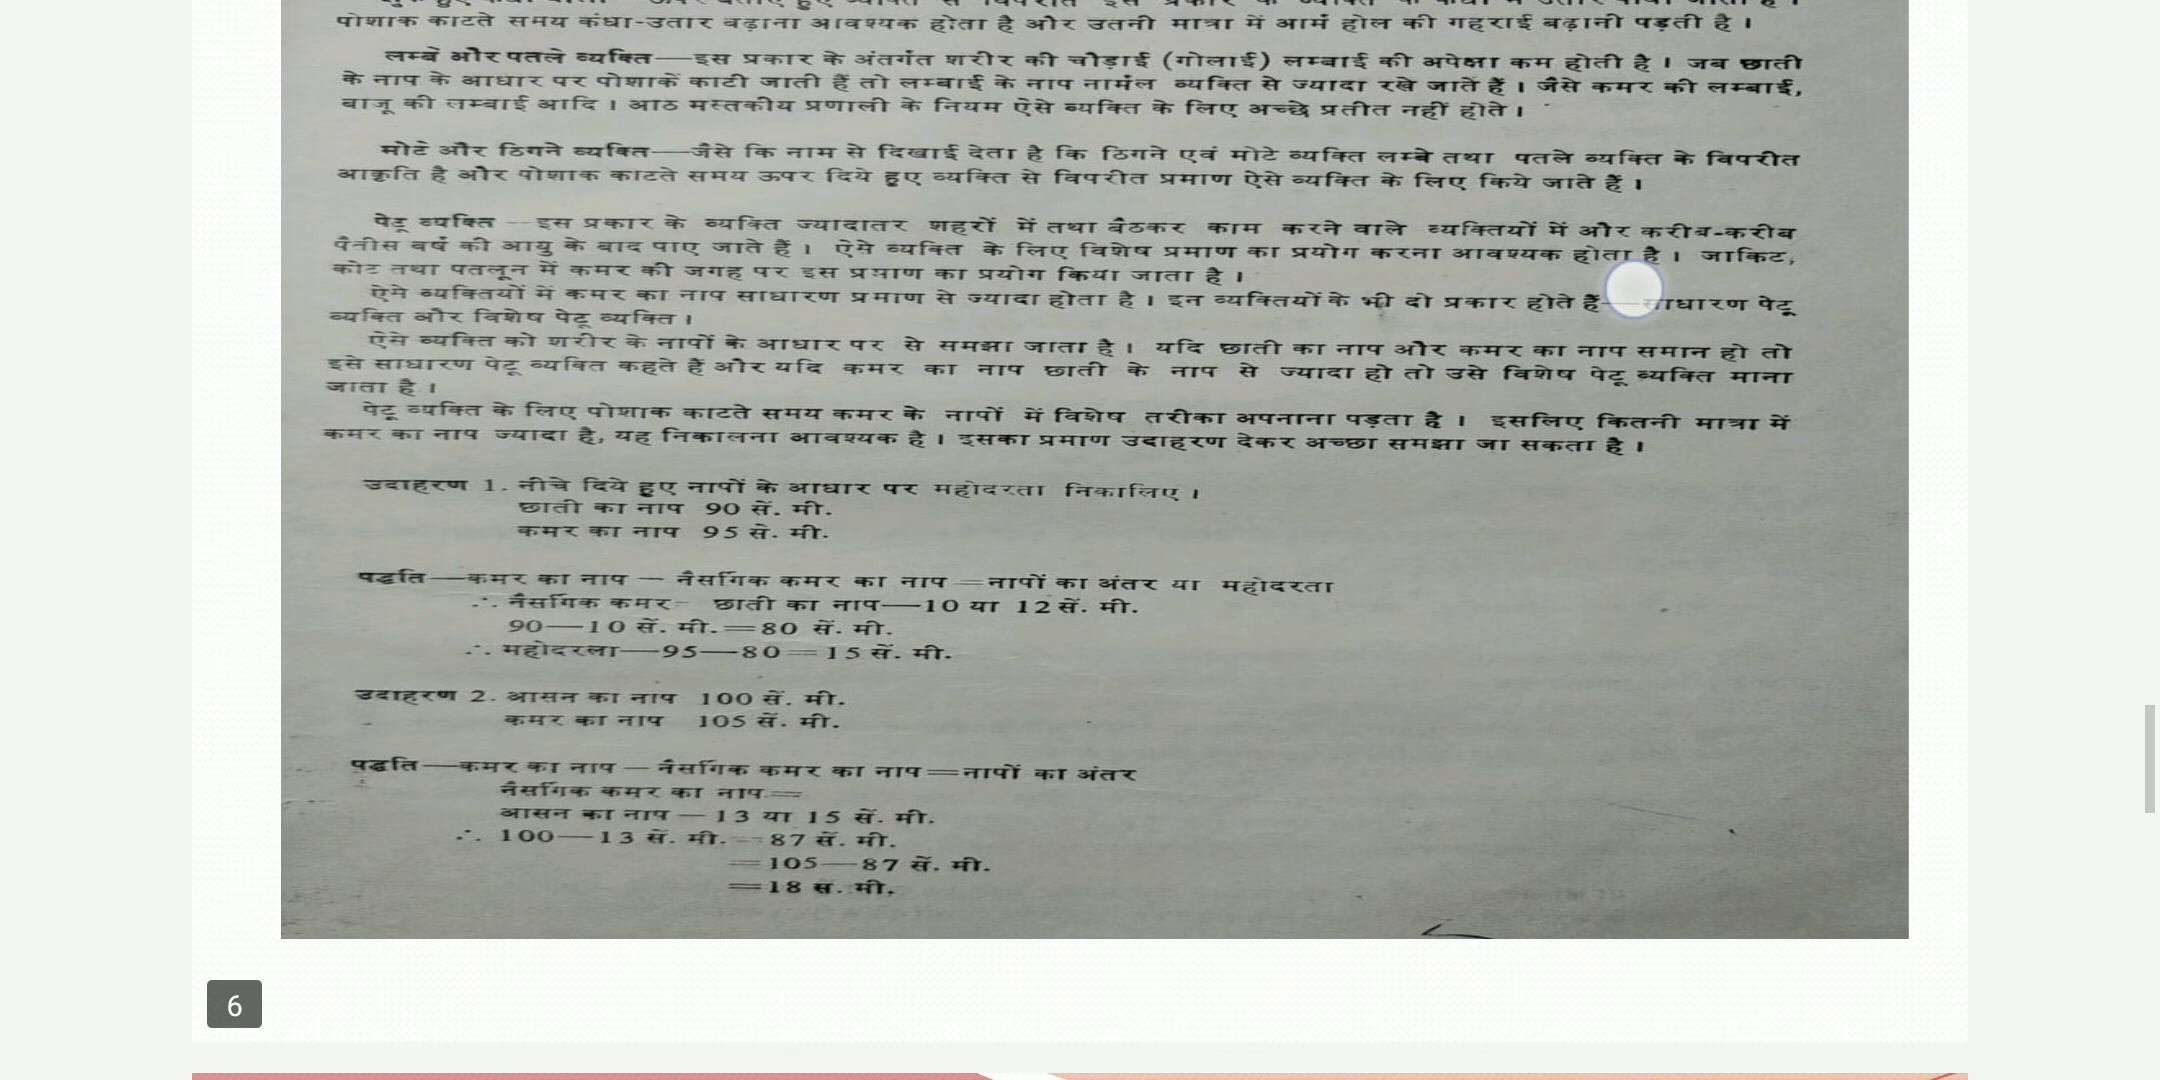 पोशाक काटते समय कंधा-उतार बढ़ाना आवश्यक होता है और उतनी मात्रा में आर्म होल की गहराई बढ़ानी पड़ती है ।
लम्बे और पतले व्यक्ति—इस प्रकार के अंतर्गत शरीर की चौड़ाई (गोलाई) लम्बाई की अपेक्षा कम होती है । जब छाती
के नाप के आधार पर पोशाकें काटी जाती हैं तो लम्बाई के नाप नार्मल व्यक्ति से ज्यादा रखे जाते हैं । जैसे कमर की लम्बाई,
बाजू की लम्बाई आदि । आठ मस्तकीय प्रणाली के नियम ऐसे व्यक्ति के लिए अच्छे प्रतीत नहीं होते ।
मोटे और ठिगने व्यक्ति—जैसे कि नाम से दिखाई देता है कि ठिगने एवं मोटे व्यक्ति लम्बे तथा पतले व्यक्ति के विपरीत
आकृति है और पोशाक काटते समय ऊपर दिये हुए व्यक्ति से विपरीत प्रमाण ऐसे व्यक्ति के लिए किये जाते हैं ।
पेटू व्यक्ति—इस प्रकार के व्यक्ति ज्यादातर शहरों में तथा बैठकर काम करने वाले व्यक्तियों में और करीब-करीब
पैंतीस वर्ष की आयु के बाद पाए जाते हैं । ऐसे व्यक्ति के लिए विशेष प्रमाण का प्रयोग करना आवश्यक होता है । जाकिट,
कोट तथा पतलून में कमर की जगह पर इस प्रमाण का प्रयोग किया जाता है ।
ऐसे व्यक्तियों में कमर का नाप साधारण प्रमाण से ज्यादा होता है । इन व्यक्तियों के भी दो प्रकार होते हैं—साधारण पेटू
व्यक्ति और विशेष पेटू व्यक्ति ।
ऐसे व्यक्ति को शरीर के नापों के आधार पर से समझा जाता है । यदि छाती का नाप और कमर का नाप समान हो तो
इसे साधारण पेटू व्यक्ति कहते हैं और यदि कमर का नाप छाती के नाप से ज्यादा हो तो उसे विशेष पेटू व्यक्ति माना
जाता है ।
पेटू व्यक्ति के लिए पोशाक काटते समय कमर के नापों में विशेष तरीका अपनाना पड़ता है । इसलिए कितनी मात्रा में
कमर का नाप ज्यादा है, यह निकालना आवश्यक है । इसका प्रमाण उदाहरण देकर अच्छा समझा जा सकता है ।
उदाहरण 1. नीचे दिये हुए नापों के आधार पर महोदरता निकालिए ।
छाती का नाप 90 सें. मी.
कमर का नाप 95 से. मी.
पद्धति—कमर का नाप — नैसर्गिक कमर का नाप =नापों का अंतर या महोदरता
∴ नैसर्गिक कमर— छाती का नाप—10 या 12 सें. मी.
90—10 सें. मी.=80 सें. मी.
∴ महोदरला—95—80=15 सें. मी.
उदाहरण 2. आसन का नाप 100 सें. मी.
कमर का नाप 105 सें. मी.
पद्धति—कमर का नाप — नैसर्गिक कमर का नाप=नापों का अंतर
नैसर्गिक कमर का नाप=
आसन का नाप — 13 या 15 सें. मी.
∴ 100—13 सें. मी.=87 सें. मी.
=105—87 सें. मी.
=18 स. मी.
6